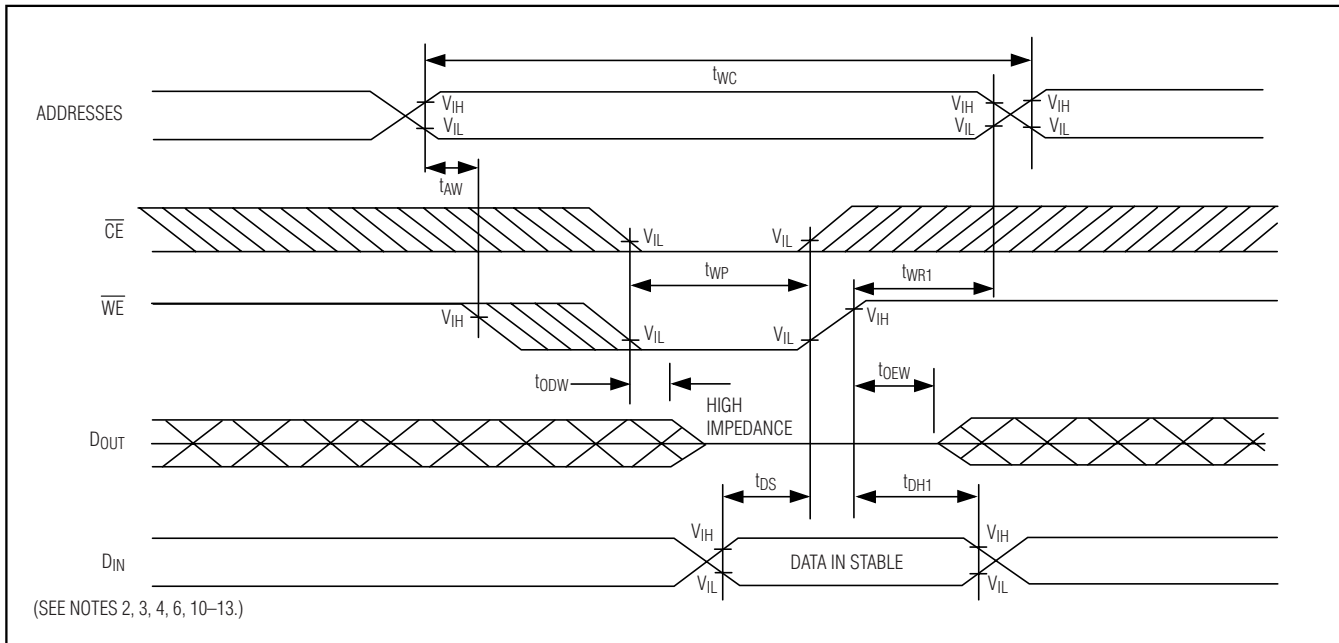 tWC
ADDRESSES
VIH
VIL
VIH
VIL
VIH
VIL
tAW
CE
VIL
VIL
tWP
tWR1
WE
VIH
VIL
VIL
VIH
tODW
tOEW
HIGH
IMPEDANCE
DOUT
tDS
tDH1
VIH
VIH
DIN
DATA IN STABLE
VIL
VIL
(SEE NOTES 2, 3, 4, 6, 10–13.)